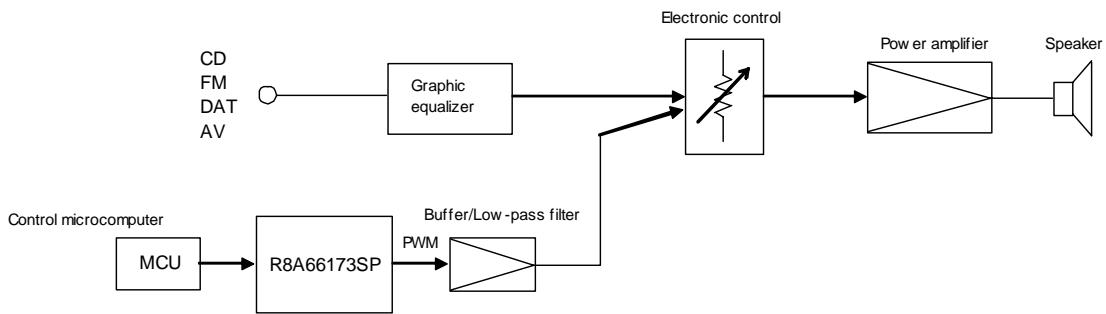 Electronic control
Power amplifier
Speaker
CD
FM
DAT
AV
Graphic
equalizer
Control microcomputer
Buffer/Low-pass filter
MCU
R8A66173SP
PWM